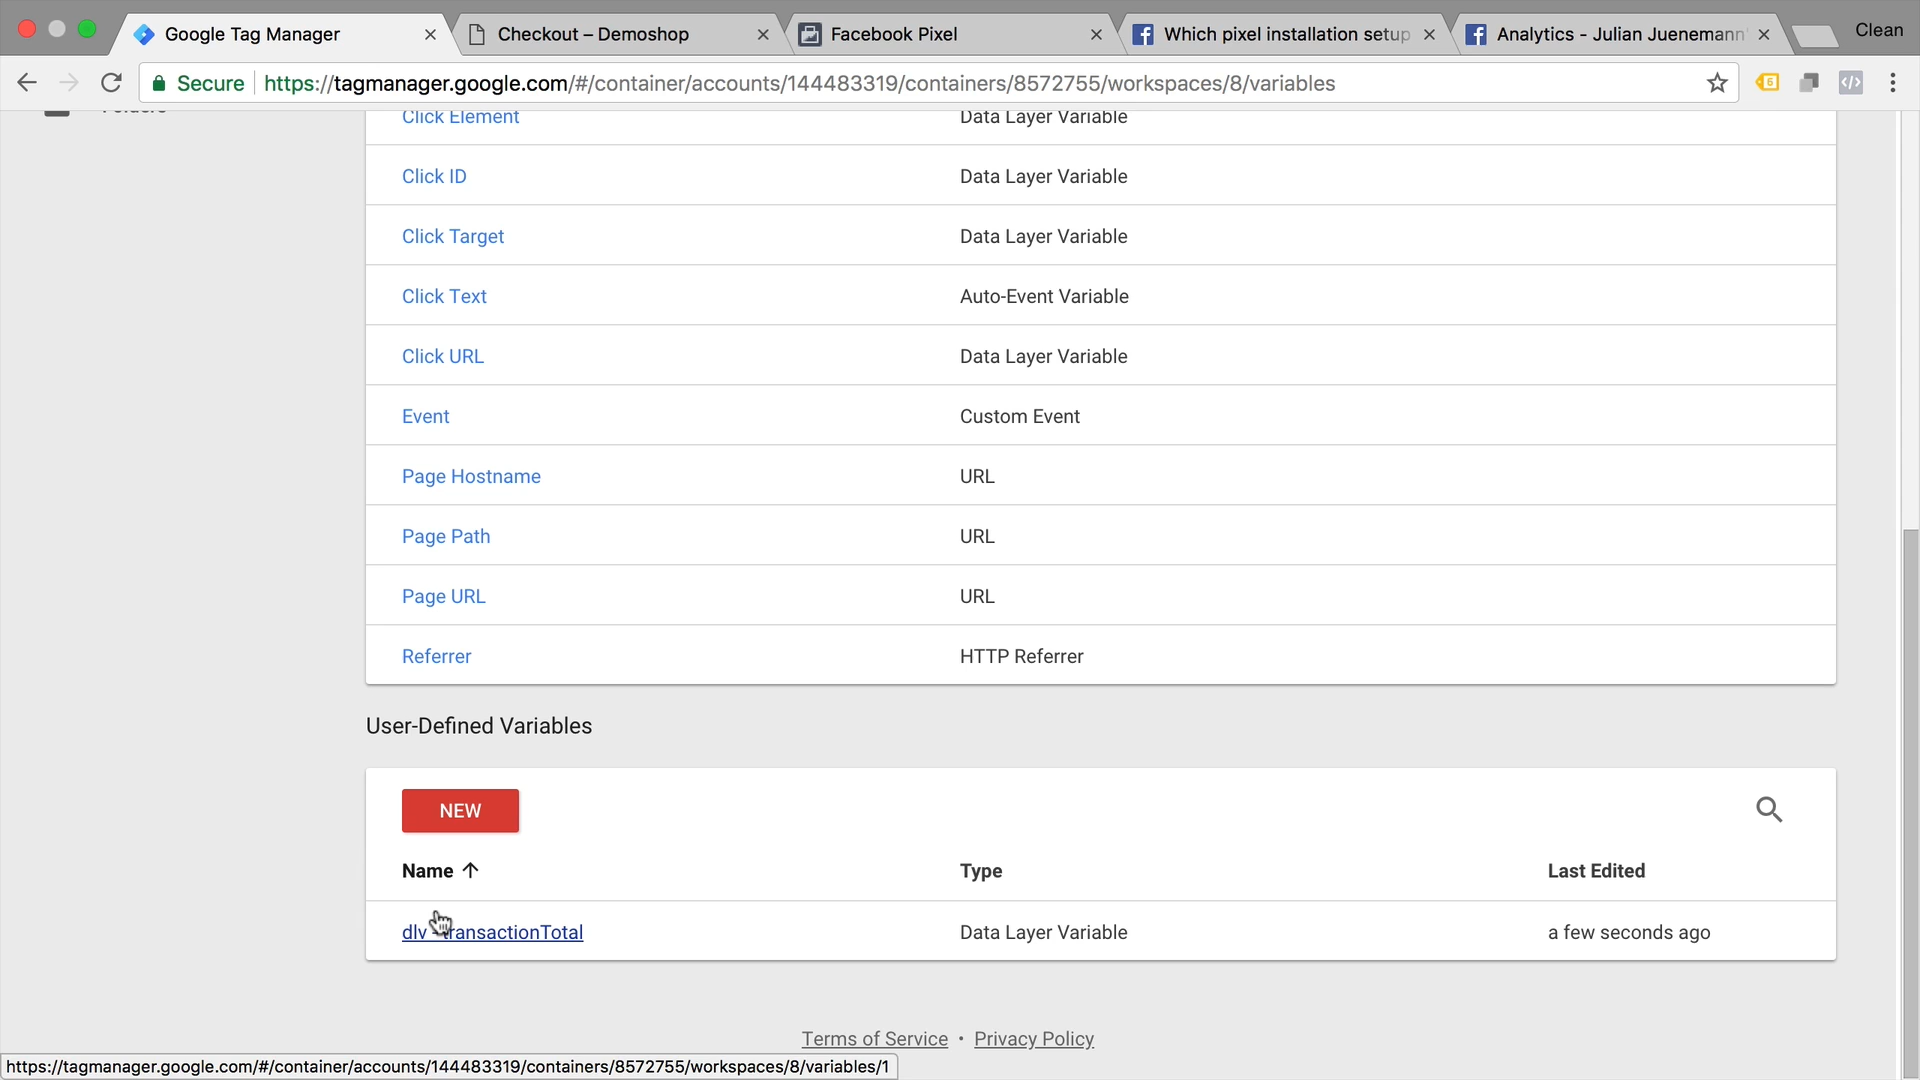 Google Tag Manager
Checkout – Demoshop
Facebook Pixel
Which pixel installation setup
Analytics - Julian Juenemann'
Clean
Secure
https://tagmanager.google.com/#/container/accounts/144483319/containers/8572755/workspaces/8/variables
6
Folders
Click Element Data Layer Variable
Click ID Data Layer Variable
Click Target Data Layer Variable
Click Text Auto-Event Variable
Click URL Data Layer Variable
Event Custom Event
Page Hostname URL
Page Path URL
Page URL URL
Referrer HTTP Referrer
User-Defined Variables
NEW
Name Type Last Edited
dlv - transactionTotal Data Layer Variable a few seconds ago
Terms of Service • Privacy Policy
https://tagmanager.google.com/#/container/accounts/144483319/containers/8572755/workspaces/8/variables/1